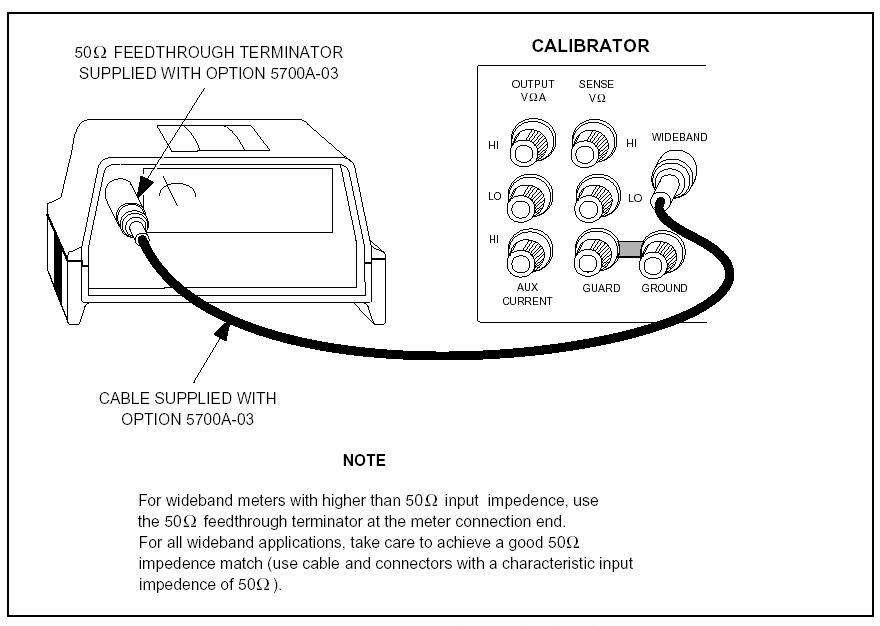 50Ω FEEDTHROUGH TERMINATOR
SUPPLIED WITH OPTION 5700A-03
CALIBRATOR
OUTPUT
VΩA
SENSE
VΩ
HI
HI
WIDEBAND
LO
LO
HI
AUX
CURRENT
GUARD
GROUND
CABLE SUPPLIED WITH
OPTION 5700A-03
NOTE
For wideband meters with higher than 50Ω input impedence, use
the 50Ω feedthrough terminator at the meter connection end.
For all wideband applications, take care to achieve a good 50Ω
impedence match (use cable and connectors with a characteristic input
impedence of 50Ω ).